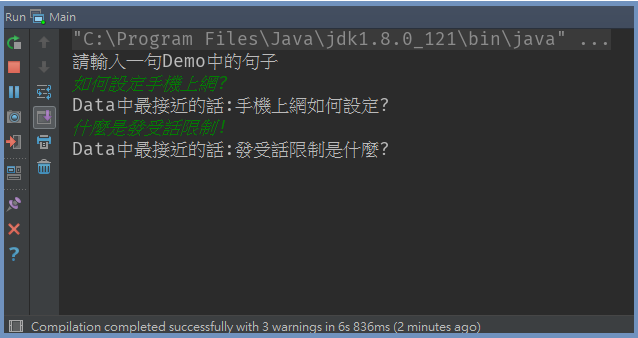 Run Main
"C:\Program Files\Java\jdk1.8.0_121\bin\java" ...
請輸入一句Demo中的句子
如何設定手機上網?
Data中最接近的話:手機上網如何設定?
什麼是發受話限制!
Data中最接近的話:發受話限制是什麼?
Compilation completed successfully with 3 warnings in 6s 836ms (2 minutes ago)